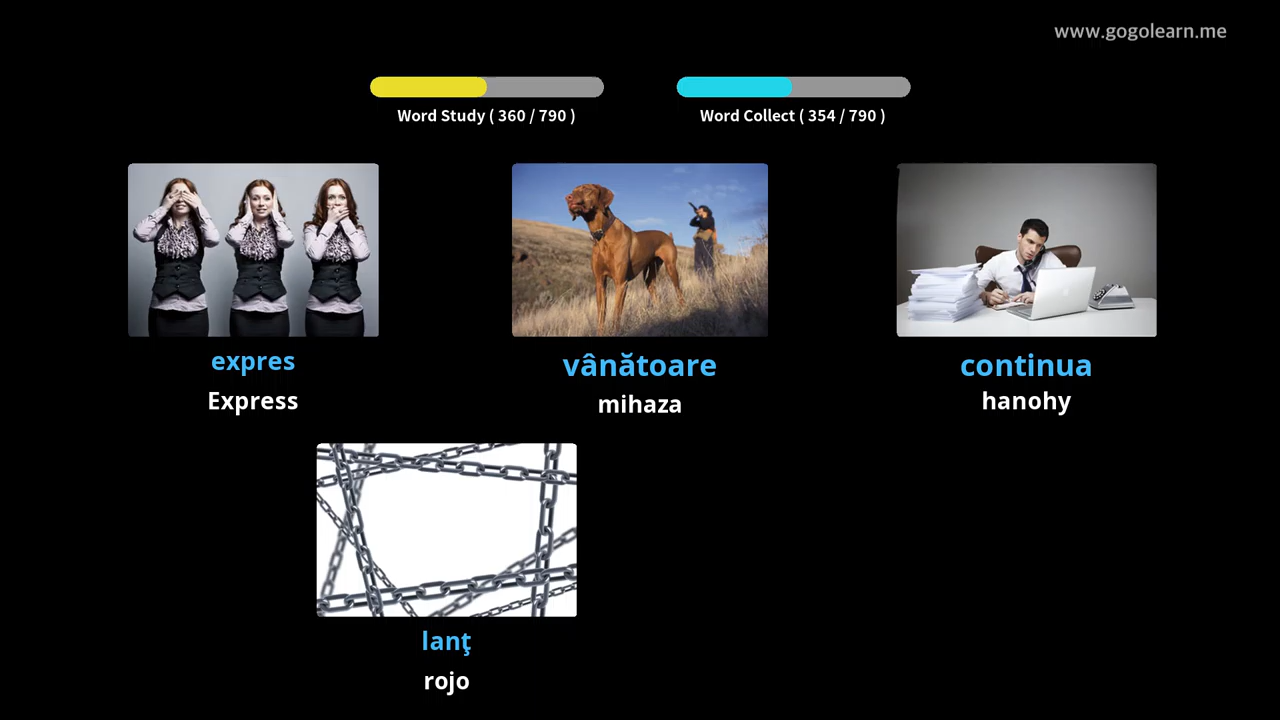 www.gogolearn.me
Word Study ( 360 / 790 )
Word Collect ( 354 / 790 )
expres
Express
vânătoare
mihaza
continua
hanohy
lanţ
rojo